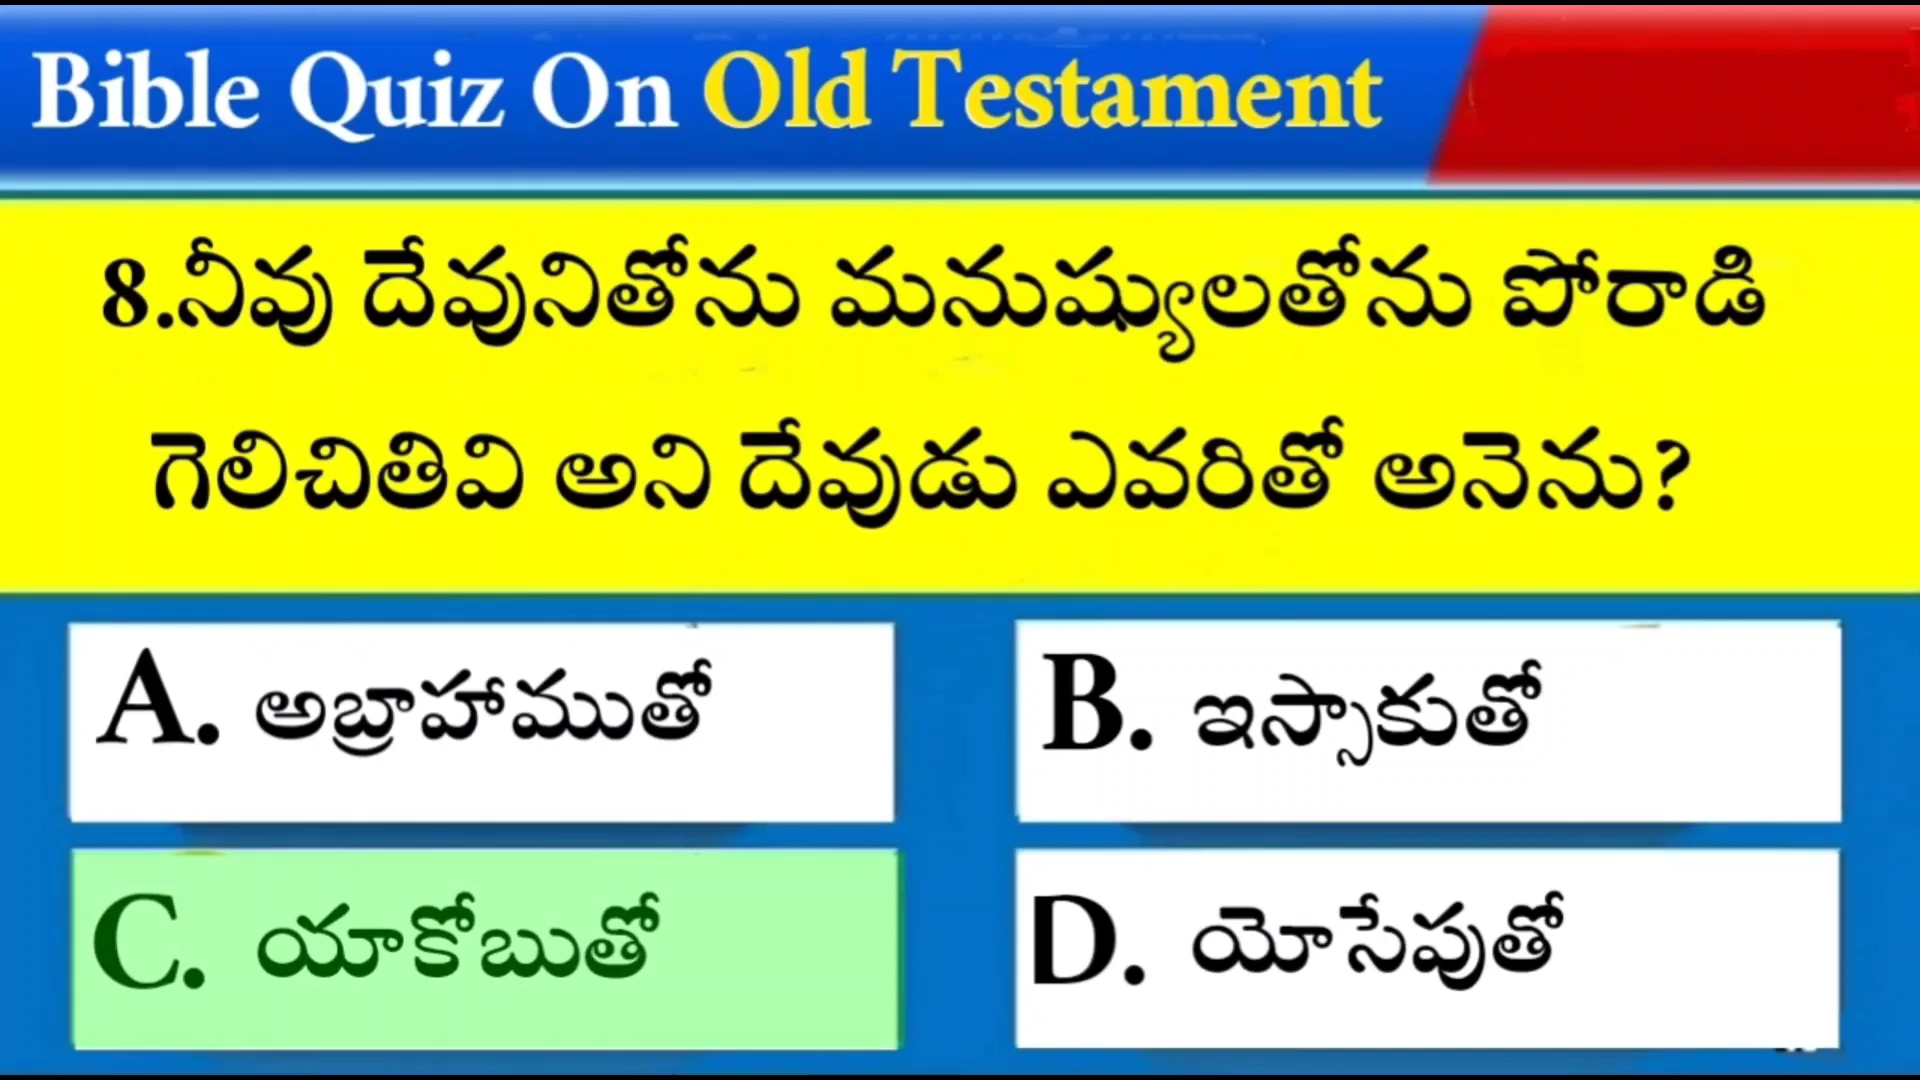 Bible Quiz On Old Testament
8.నీవు దేవునితోను మనుష్యులతోను పోరాడి
గెలిచితివి అని దేవుడు ఎవరితో అనెను?
A. అబ్రాహాముతో
B. ఇస్సాకుతో
C. యాకోబుతో
D. యోసేపుతో